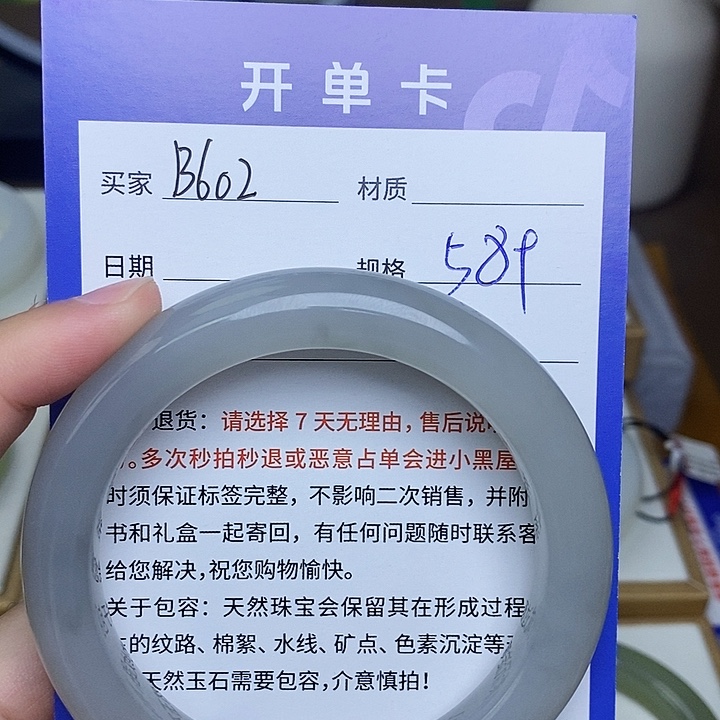 开单卡
买家 B602 材质
日期 规格 589
退货：请选择 7 天无理由，售后说
。多次秒拍秒退或恶意占单会进小黑屋
时须保证标签完整，不影响二次销售，并附
书和礼盒一起寄回，有任何问题随时联系客
给您解决，祝您购物愉快。
关于包容：天然珠宝会保留其在形成过程
的纹路、棉絮、水线、矿点、色素沉淀等
天然玉石需要包容，介意慎拍！